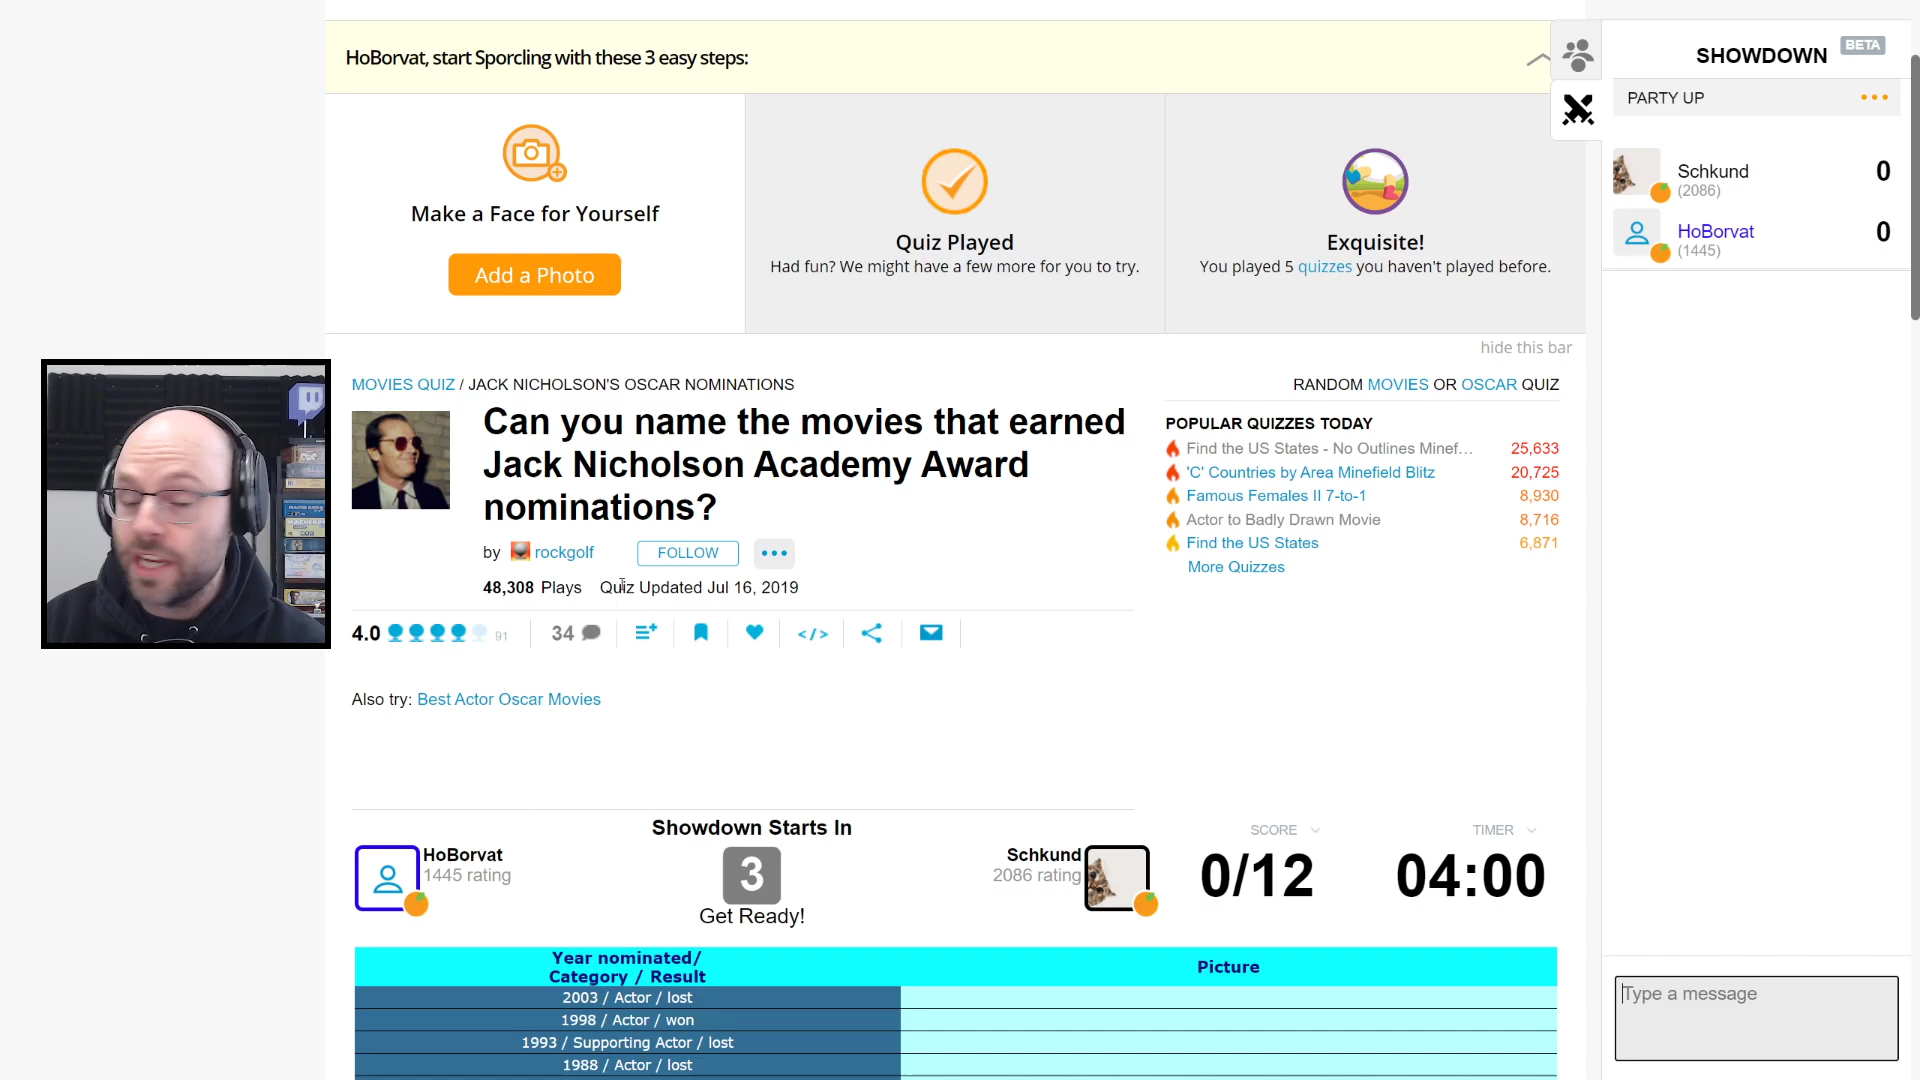 HoBorvat, start Sporcling with these 3 easy steps:
Make a Face for Yourself
Add a Photo
Quiz Played
Had fun? We might have a few more for you to try.
Exquisite!
You played 5 quizzes you haven't played before.
hide this bar
SHOWDOWN BETA
PARTY UP
Schkund
(2086)
0
HoBorvat
(1445)
0
MOVIES QUIZ / JACK NICHOLSON'S OSCAR NOMINATIONS
Can you name the movies that earned
Jack Nicholson Academy Award
nominations?
by rockgolf FOLLOW
48,308 Plays Quiz Updated Jul 16, 2019
4.0 91 34 </>
RANDOM MOVIES OR OSCAR QUIZ
POPULAR QUIZZES TODAY
Find the US States - No Outlines Minef... 25,633
'C' Countries by Area Minefield Blitz 20,725
Famous Females II 7-to-1 8,930
Actor to Badly Drawn Movie 8,716
Find the US States 6,871
More Quizzes
Also try: Best Actor Oscar Movies
HoBorvat
1445 rating
Showdown Starts In
3
Get Ready!
Schkund
2086 rating
SCORE
0/12
TIMER
04:00
Year nominated/
Category / Result
Picture
2003 / Actor / lost
1998 / Actor / won
1993 / Supporting Actor / lost
1988 / Actor / lost
Type a message